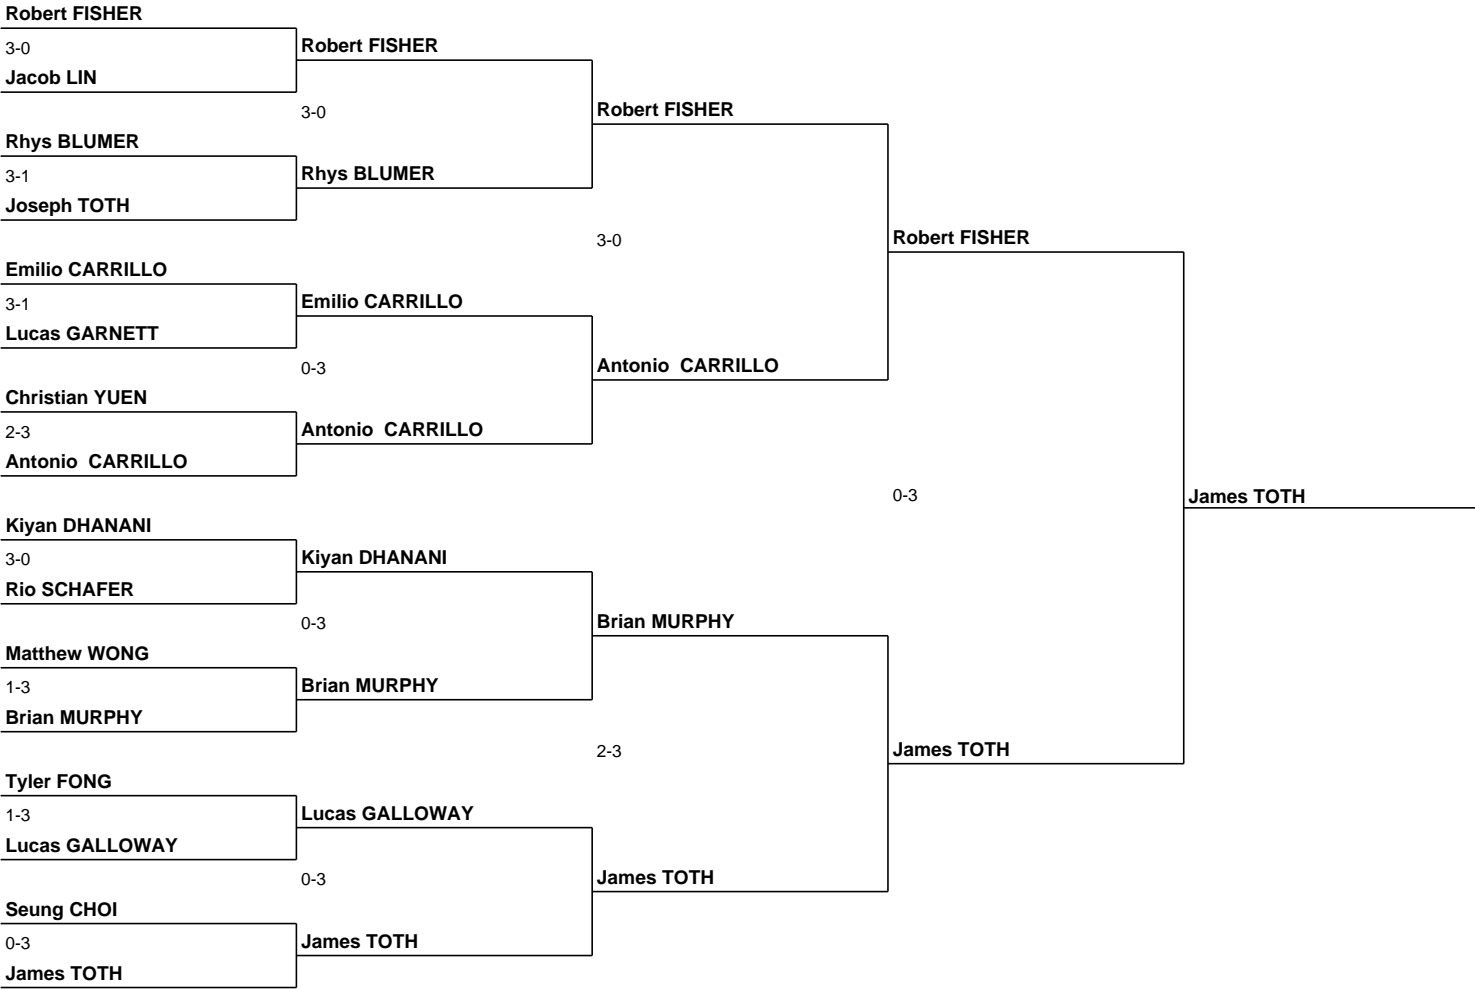 Robert FISHER
3-0
Jacob LIN
Rhys BLUMER
3-1
Joseph TOTH
Emilio CARRILLO
3-1
Lucas GARNETT
Christian YUEN
2-3
Antonio  CARRILLO
Kiyan DHANANI
3-0
Rio SCHAFER
Matthew WONG
1-3
Brian MURPHY
Tyler FONG
1-3
Lucas GALLOWAY
Seung CHOI
0-3
James TOTH
Robert FISHER
3-0
Rhys BLUMER
Emilio CARRILLO
0-3
Antonio  CARRILLO
Kiyan DHANANI
0-3
Brian MURPHY
Lucas GALLOWAY
0-3
James TOTH
Robert FISHER
3-0
Antonio  CARRILLO
Brian MURPHY
2-3
James TOTH
Robert FISHER
0-3
James TOTH
James TOTH